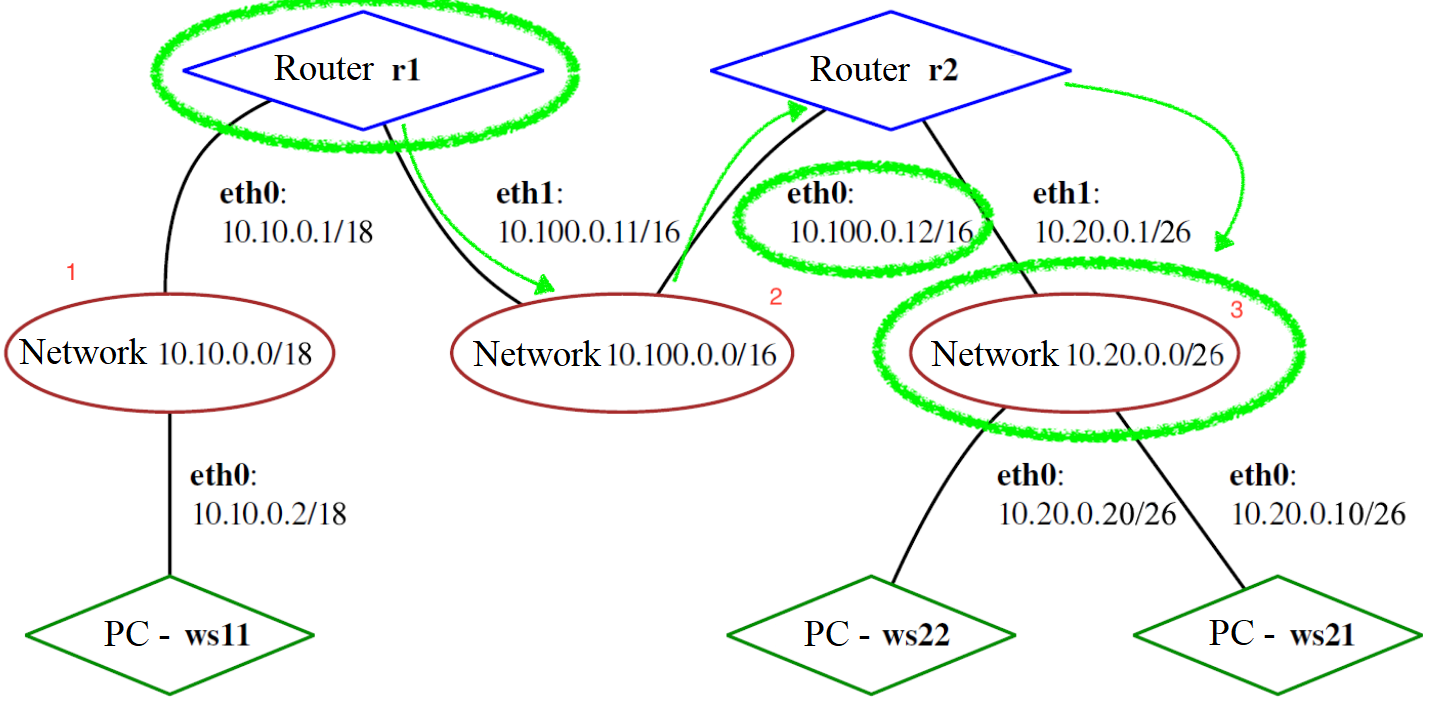 Router r1
Router r2
eth0:
10.10.0.1/18
eth1:
10.100.0.11/16
eth0:
10.100.0.12/16
eth1:
10.20.0.1/26
1
2
3
Network 10.10.0.0/18
Network 10.100.0.0/16
Network 10.20.0.0/26
eth0:
10.10.0.2/18
eth0:
10.20.0.20/26
eth0:
10.20.0.10/26
PC - ws11
PC - ws22
PC - ws21